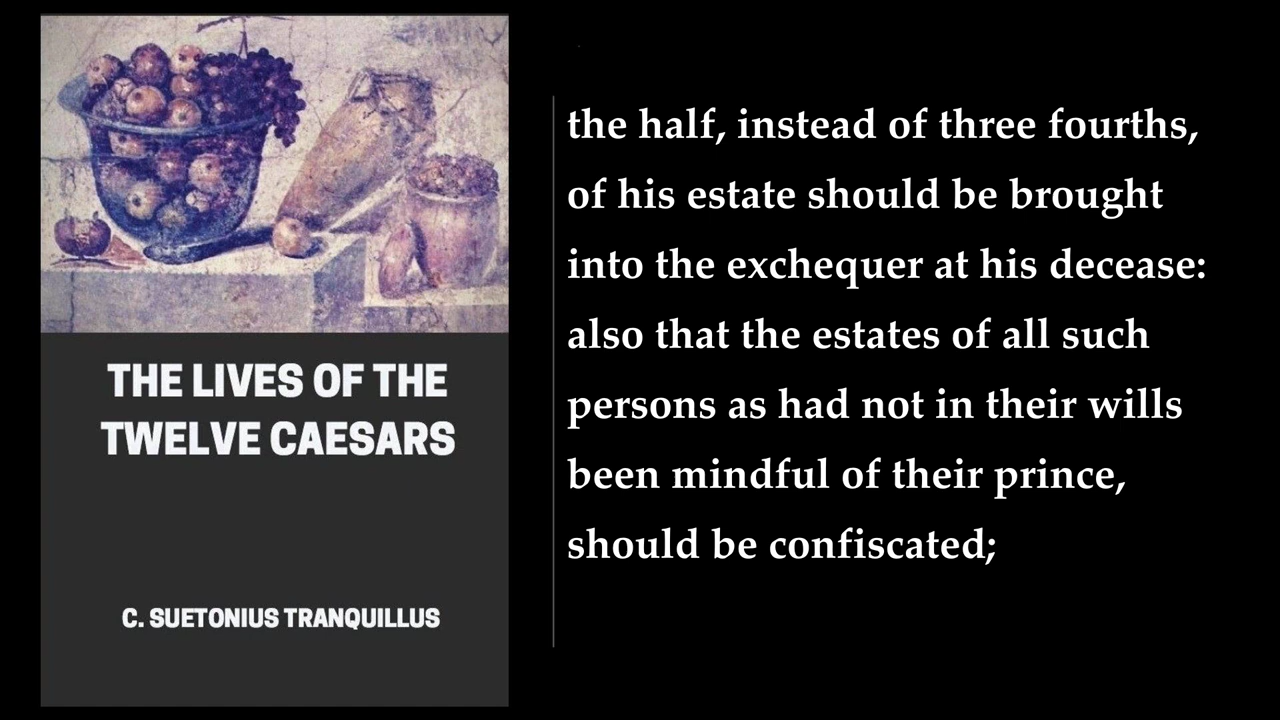 THE LIVES OF THE
TWELVE CAESARS
C. SUETONIUS TRANQUILLUS
the half, instead of three fourths,
of his estate should be brought
into the exchequer at his decease:
also that the estates of all such
persons as had not in their wills
been mindful of their prince,
should be confiscated;